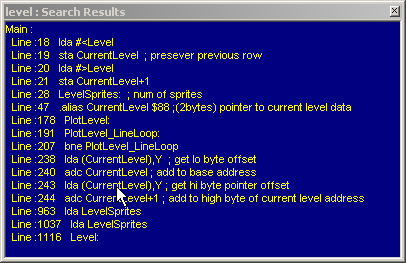 level : Search Results
Main :
Line :18 lda #<Level
Line :19 sta CurrentLevel ; presever previous row
Line :20 lda #>Level
Line :21 sta CurrentLevel+1
Line :28 LevelSprites: ; num of sprites
Line :47 .alias CurrentLevel $88 ;(2bytes) pointer to current level data
Line :178 PlotLevel:
Line :191 PlotLevel_LineLoop:
Line :207 bne PlotLevel_LineLoop
Line :238 lda (CurrentLevel),Y ; get lo byte offset
Line :240 adc CurrentLevel ; add to base address
Line :243 lda (CurrentLevel),Y ; get hi byte pointer offset
Line :244 adc CurrentLevel+1 ; add to high byte of current level address
Line :963 lda LevelSprites
Line :1037 lda LevelSprites
Line :1116 Level: